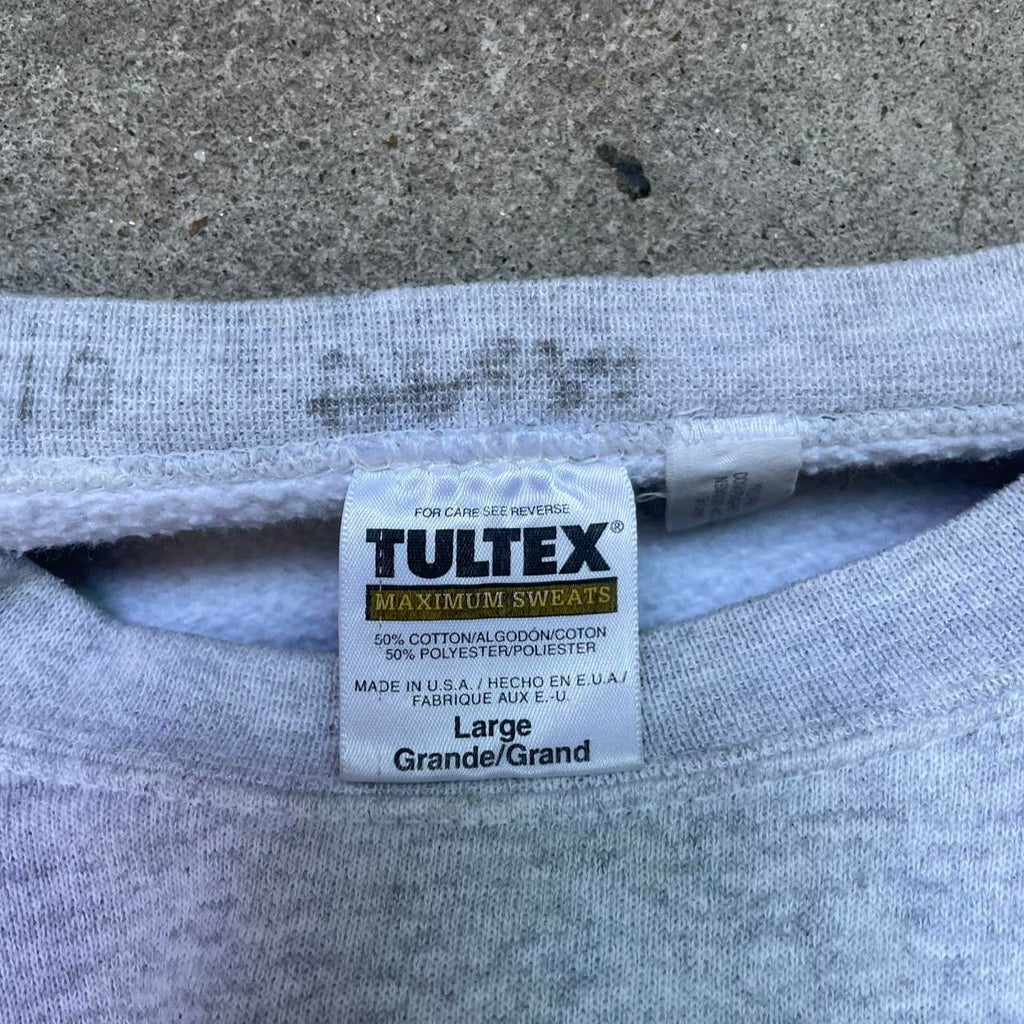 FOR CARE SEE REVERSE
TULTEX®
MAXIMUM SWEATS
50% COTTON/ALGODÓN/COTON
50% POLYESTER/POLIESTER
MADE IN U.S.A. / HECHO EN E.U.A./
FABRIQUE AUX E.-U.
Large
Grande/Grand